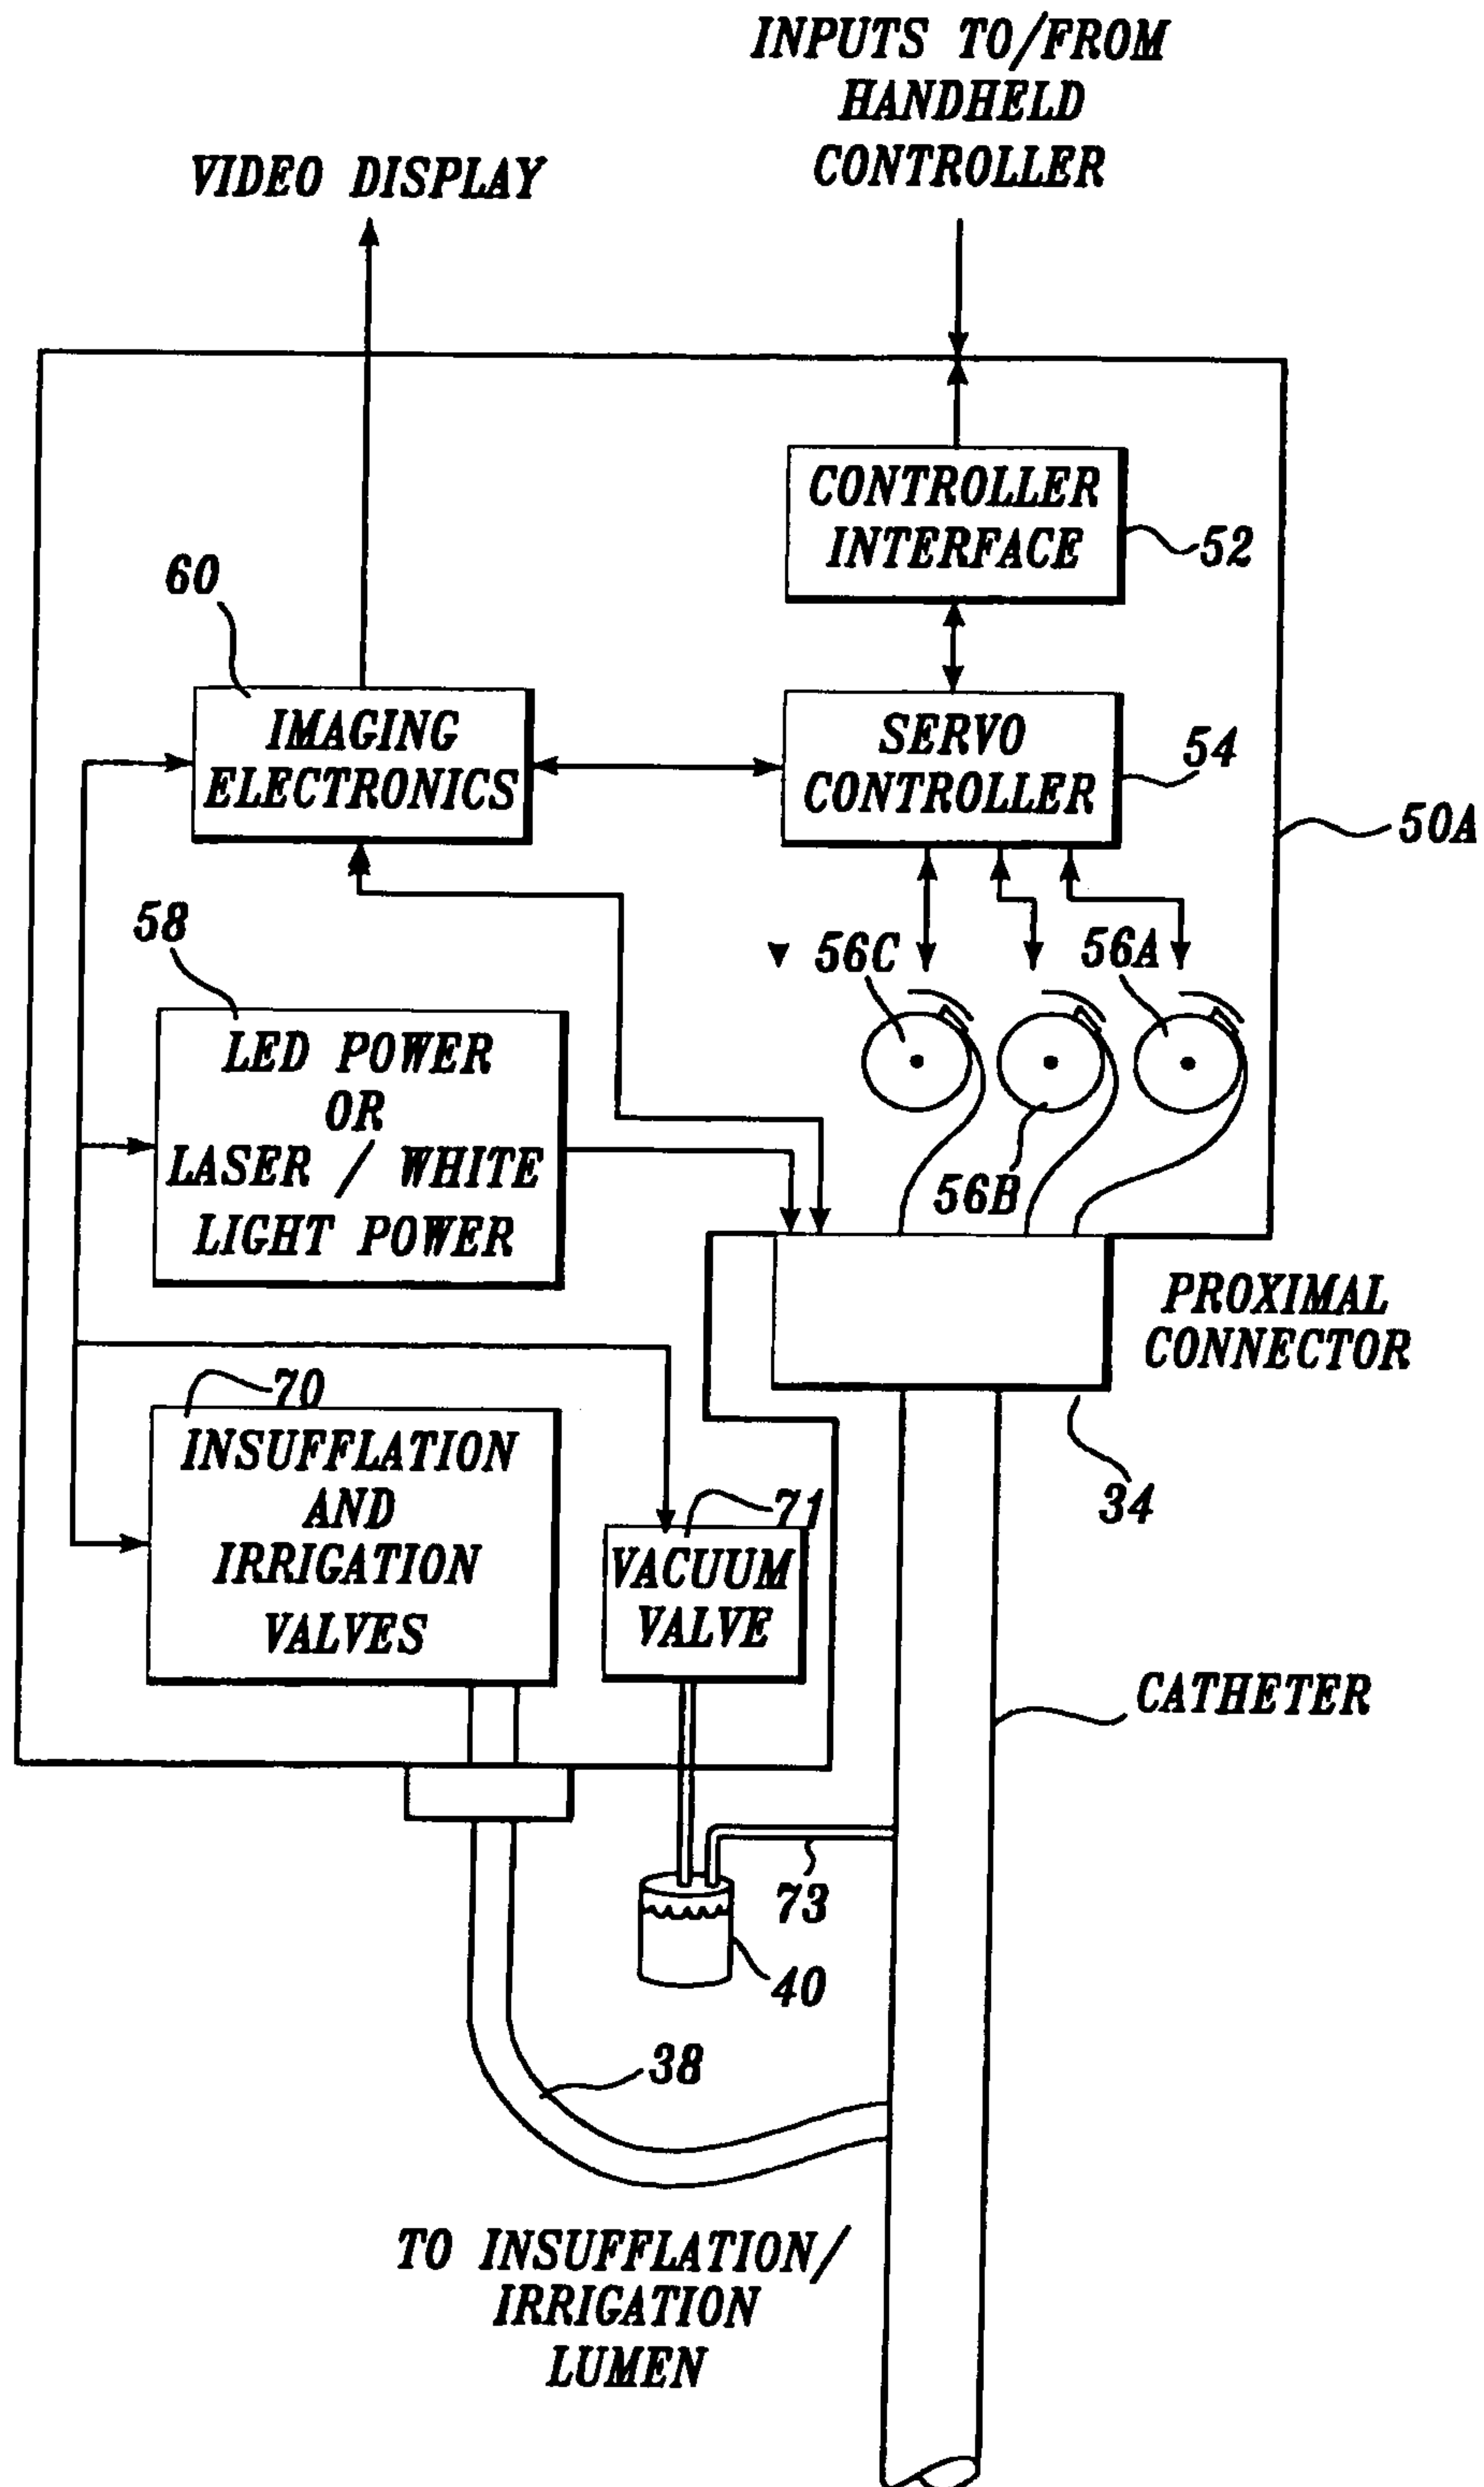 INPUTS TO/FROM
HANDHELD
CONTROLLER
VIDEO DISPLAY
CONTROLLER
INTERFACE
52
60
IMAGING
ELECTRONICS
SERVO
CONTROLLER
54
50A
58
56C
56A
LED POWER
OR
LASER / WHITE
LIGHT POWER
56B
PROXIMAL
CONNECTOR
70
INSUFFLATION
AND
IRRIGATION
VALVES
71
VACUUM
VALVE
34
CATHETER
73
40
38
TO INSUFFLATION/
IRRIGATION
LUMEN